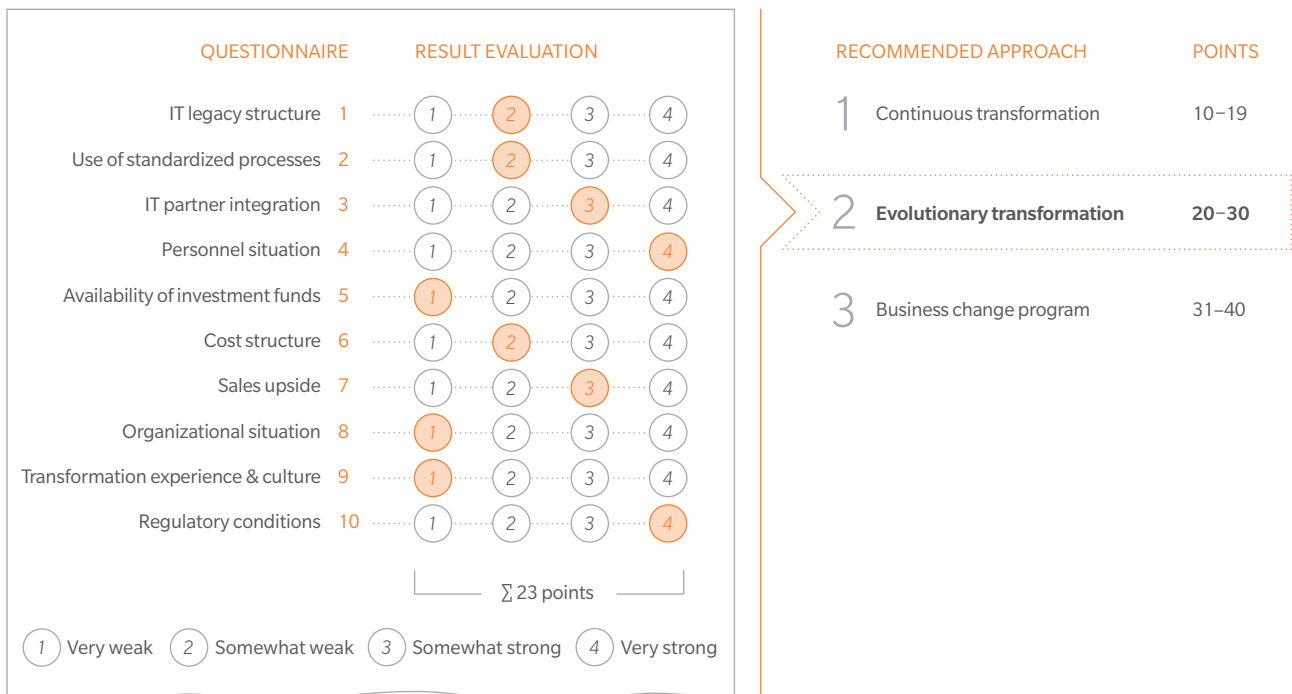 QUESTIONNAIRE RESULT EVALUATION
IT legacy structure 1 1 2 3 4
Use of standardized processes 2 1 2 3 4
IT partner integration 3 1 2 3 4
Personnel situation 4 1 2 3 4
Availability of investment funds 5 1 2 3 4
Cost structure 6 1 2 3 4
Sales upside 7 1 2 3 4
Organizational situation 8 1 2 3 4
Transformation experience & culture 9 1 2 3 4
Regulatory conditions 10 1 2 3 4
∑ 23 points
1 Very weak 2 Somewhat weak 3 Somewhat strong 4 Very strong
RECOMMENDED APPROACH POINTS
1 Continuous transformation 10–19
2 Evolutionary transformation 20–30
3 Business change program 31–40